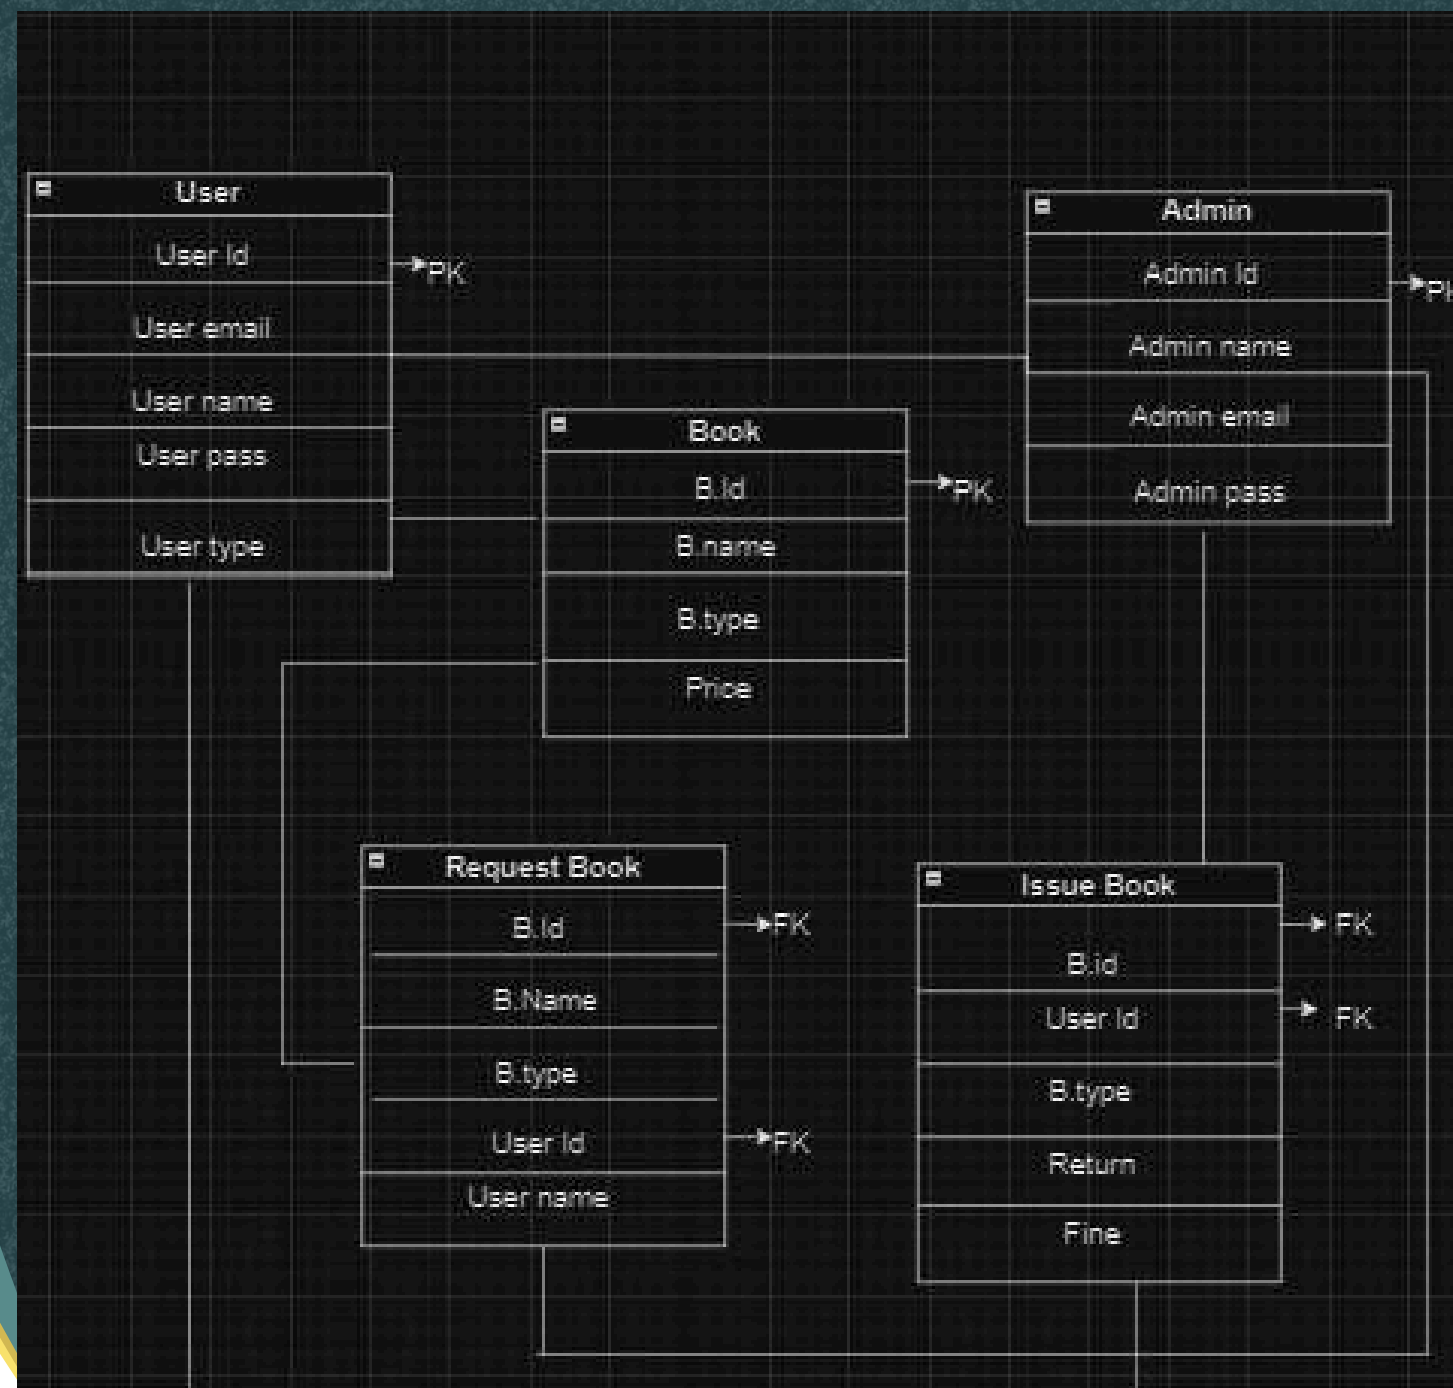 User
User Id
PK
User email
User name
User pass
User type
Admin
Admin Id
Admin name
Admin email
Admin pass
Book
B.Id
PK
B.name
B.type
Price
Request Book
B.Id
FK
B.Name
B.type
User Id
FK
User name
Issue Book
FK
B.id
User Id
FK
B.type
Return
Fine